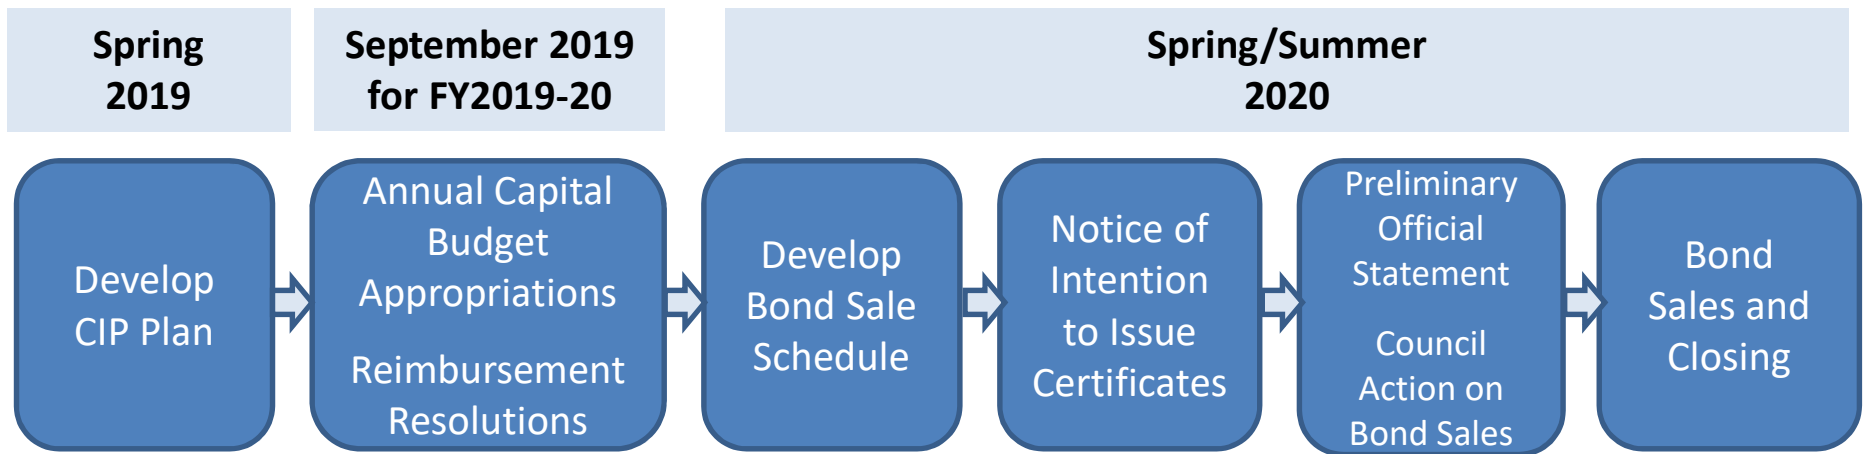 Spring
2019
September 2019
for FY2019-20
Spring/Summer
2020
Develop
CIP Plan
Annual Capital
Budget
Appropriations
Reimbursement
Resolutions
Develop
Bond Sale
Schedule
Notice of
Intention
to Issue
Certificates
Preliminary
Official
Statement
Council
Action on
Bond Sales
Bond
Sales and
Closing